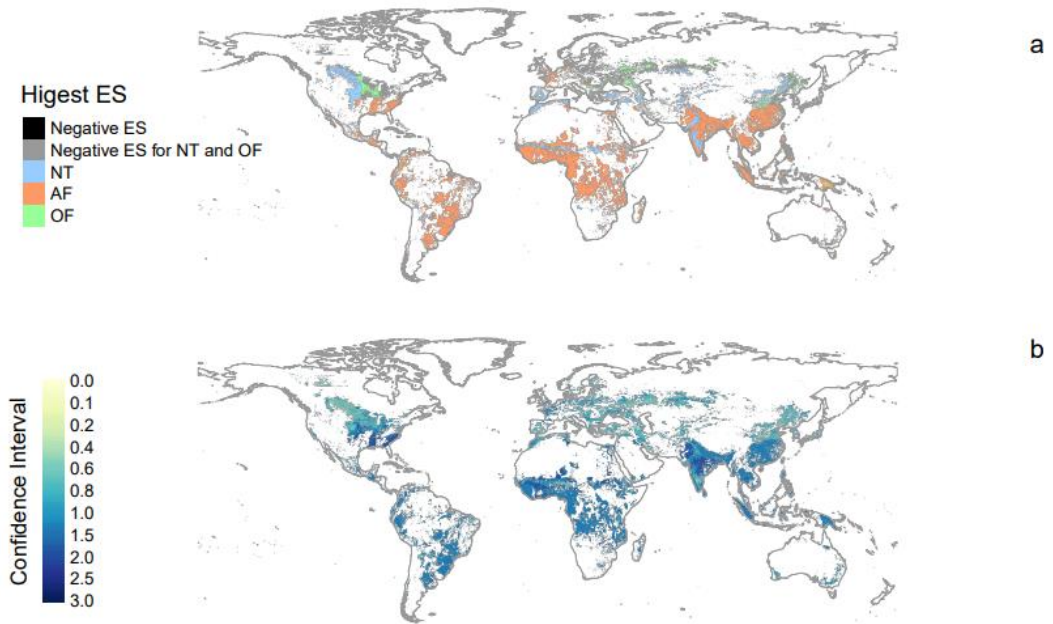 a
Higest ES
Negative ES
Negative ES for NT and OF
NT
AF
OF
b
Confidence Interval
0.0
0.1
0.2
0.4
0.6
0.8
1.0
1.5
2.0
2.5
3.0